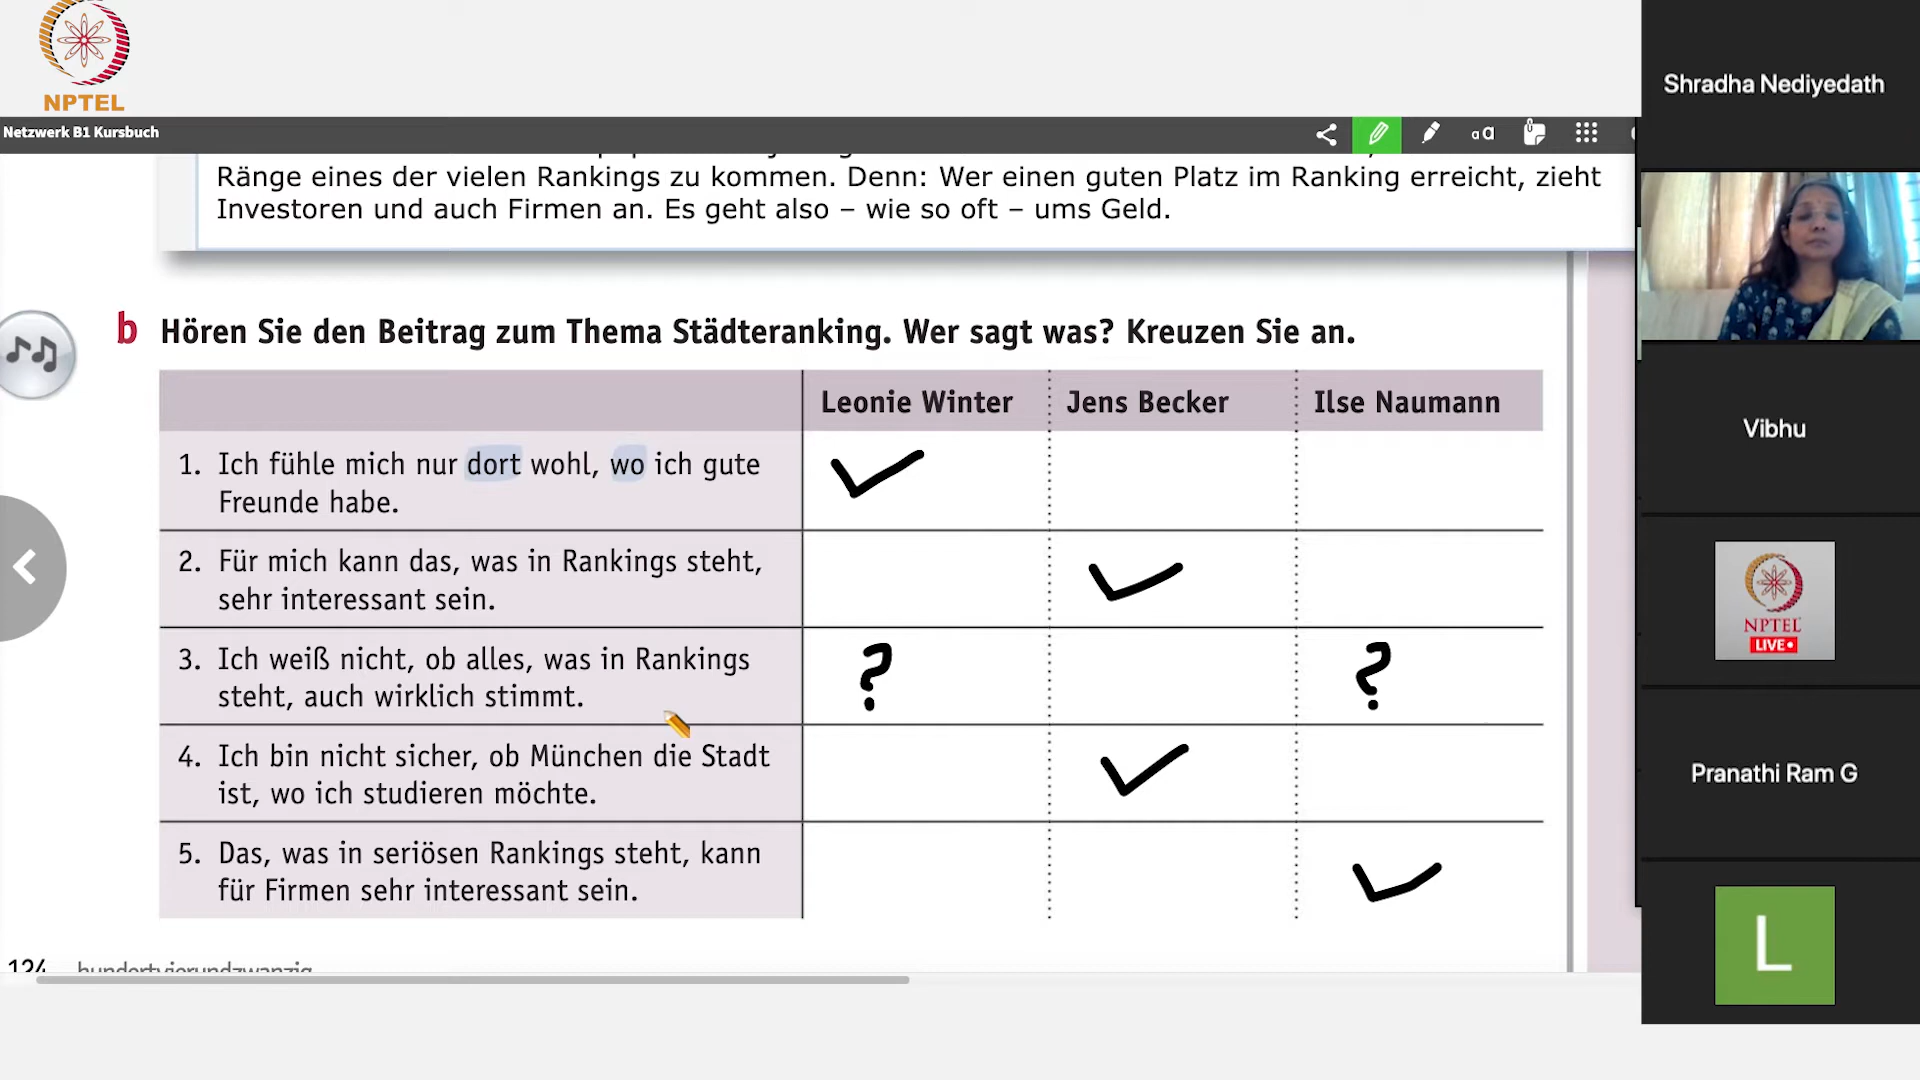 NPTEL
Netzwerk B1 Kursbuch
aa
Ränge eines der vielen Rankings zu kommen. Denn: Wer einen guten Platz im Ranking erreicht, zieht
Investoren und auch Firmen an. Es geht also – wie so oft – ums Geld.
b Hören Sie den Beitrag zum Thema Städteranking. Wer sagt was? Kreuzen Sie an.
Leonie Winter Jens Becker Ilse Naumann
1. Ich fühle mich nur dort wohl, wo ich gute
Freunde habe.
2. Für mich kann das, was in Rankings steht,
sehr interessant sein.
3. Ich weiß nicht, ob alles, was in Rankings
steht, auch wirklich stimmt.
? ?
4. Ich bin nicht sicher, ob München die Stadt
ist, wo ich studieren möchte.
5. Das, was in seriösen Rankings steht, kann
für Firmen sehr interessant sein.
124 hundertvierundzwanzig
Shradha Nediyedath
Vibhu
NPTEL
LIVE
Pranathi Ram G
L